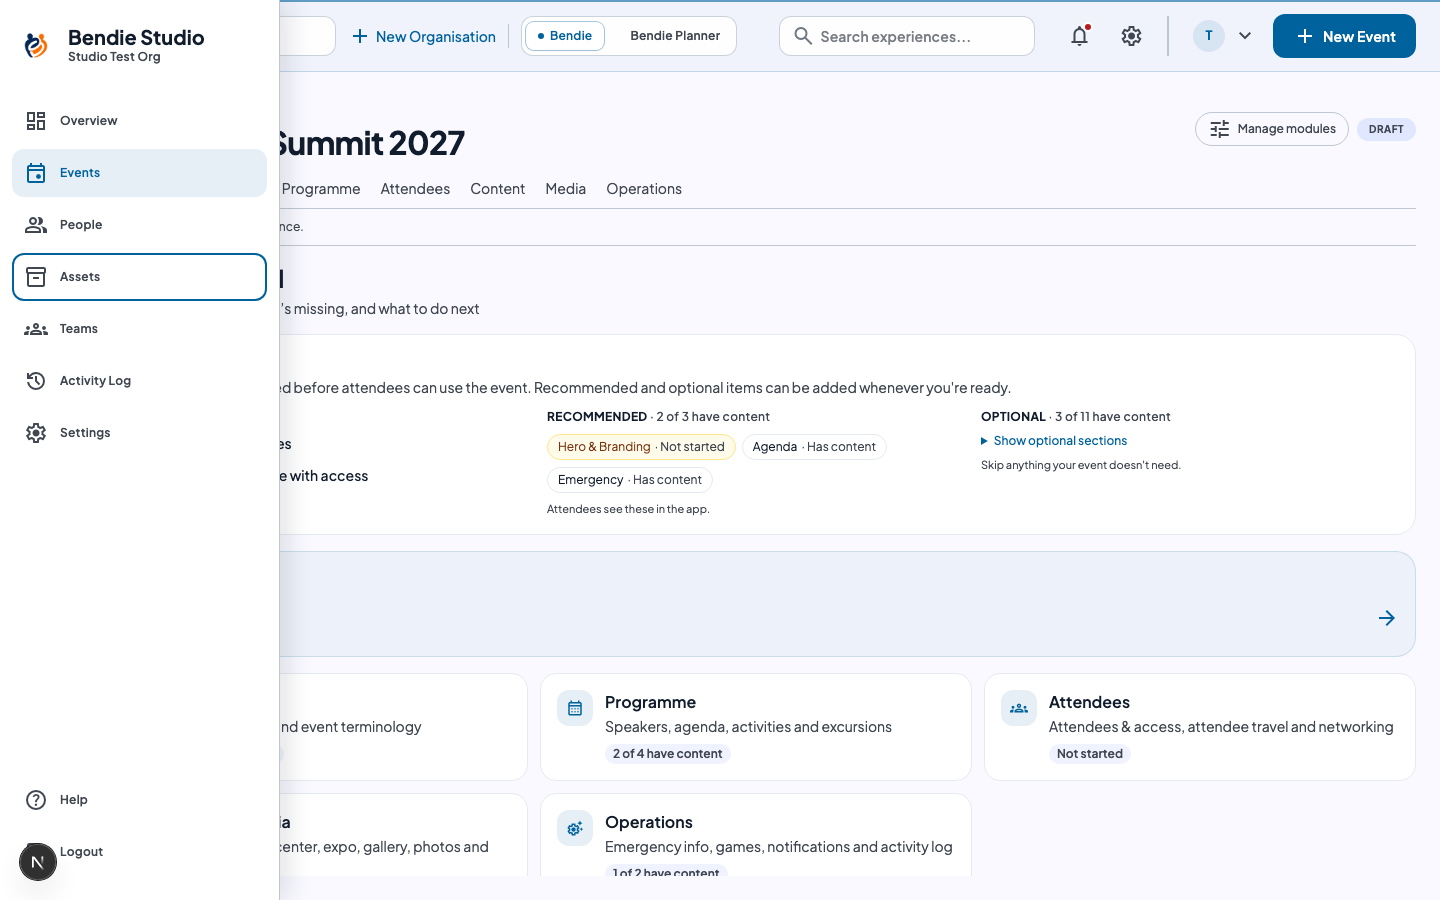 Bendie Studio
Studio Test Org
Overview
Events
People
Assets
Teams
Activity Log
Settings
Help
Logout
N
New Organisation
Bendie
Bendie Planner
Search experiences...
T
New Event
Summit 2027
Manage modules
DRAFT
Programme
Attendees
Content
Media
Operations
nce.
's missing, and what to do next
ed before attendees can use the event. Recommended and optional items can be added whenever you're ready.
es
e with access
RECOMMENDED · 2 of 3 have content
Hero & Branding · Not started
Agenda · Has content
Emergency · Has content
Attendees see these in the app.
OPTIONAL · 3 of 11 have content
Show optional sections
Skip anything your event doesn't need.
nd event terminology
Programme
Speakers, agenda, activities and excursions
2 of 4 have content
Attendees
Attendees & access, attendee travel and networking
Not started
ia
center, expo, gallery, photos and
Operations
Emergency info, games, notifications and activity log
1 of 2 have content